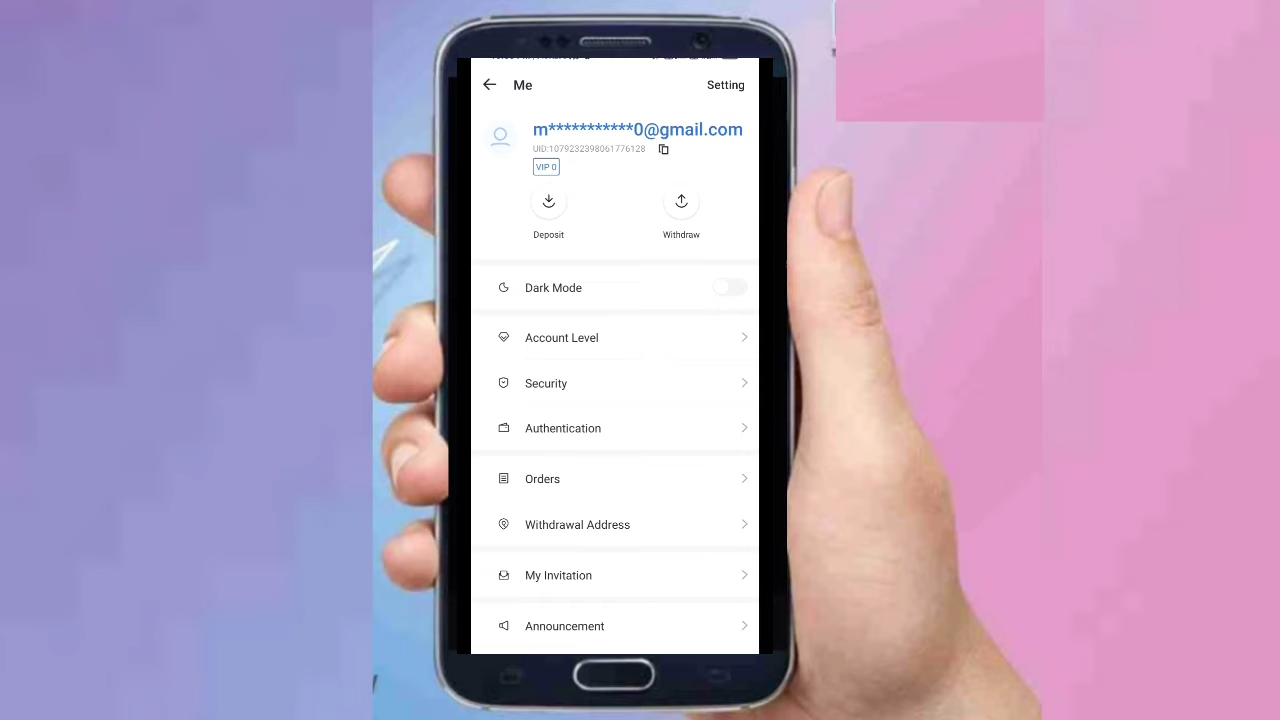 Me
Setting
m***********0@gmail.com
UID:1079232398061776128
VIP 0
Deposit
Withdraw
Dark Mode
Account Level
Security
Authentication
Orders
Withdrawal Address
My Invitation
Announcement